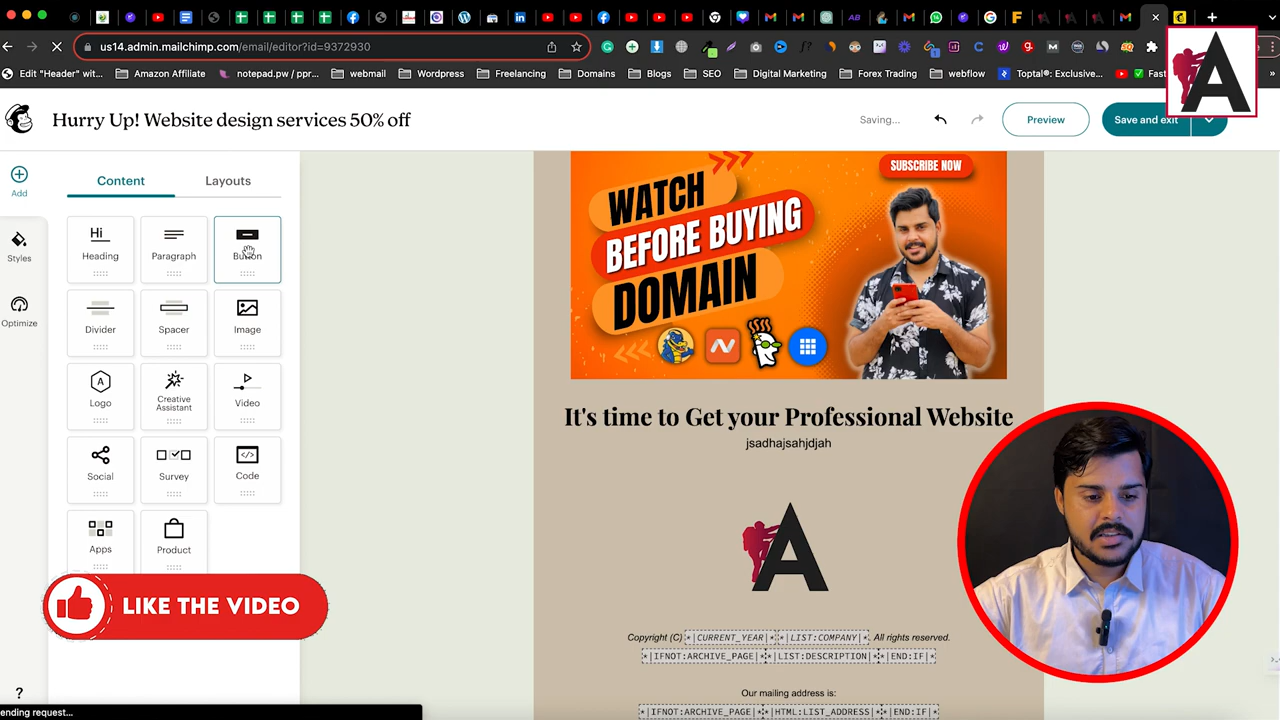 us14.admin.mailchimp.com/email/editor?id=9372930
Edit "Header" wit...
Amazon Affiliate
notepad.pw / ppr...
webmail
Wordpress
Freelancing
Domains
Blogs
SEO
Digital Marketing
Forex Trading
webflow
Toptal®: Exclusive...
Fast
A
Hurry Up! Website design services 50% off
Saving...
Preview
Save and exit
Add
Content
Layouts
Styles
Optimize
Hi
Heading
Paragraph
Button
Divider
Spacer
Image
Logo
Creative
Assistant
Video
Social
Survey
Code
Apps
Product
SUBSCRIBE NOW
WATCH
BEFORE BUYING
DOMAIN
It's time to Get your Professional Website
jsadhajsahjdjah
A
LIKE THE VIDEO
Copyright (C) *|CURRENT_YEAR|* *|LIST:COMPANY|*. All rights reserved.
*|IFNOT:ARCHIVE_PAGE|* *|LIST:DESCRIPTION|* *|END:IF|*
Our mailing address is:
*|IFNOT:ARCHIVE_PAGE|* *|HTML:LIST_ADDRESS|* *|END:IF|*
?
ending request...